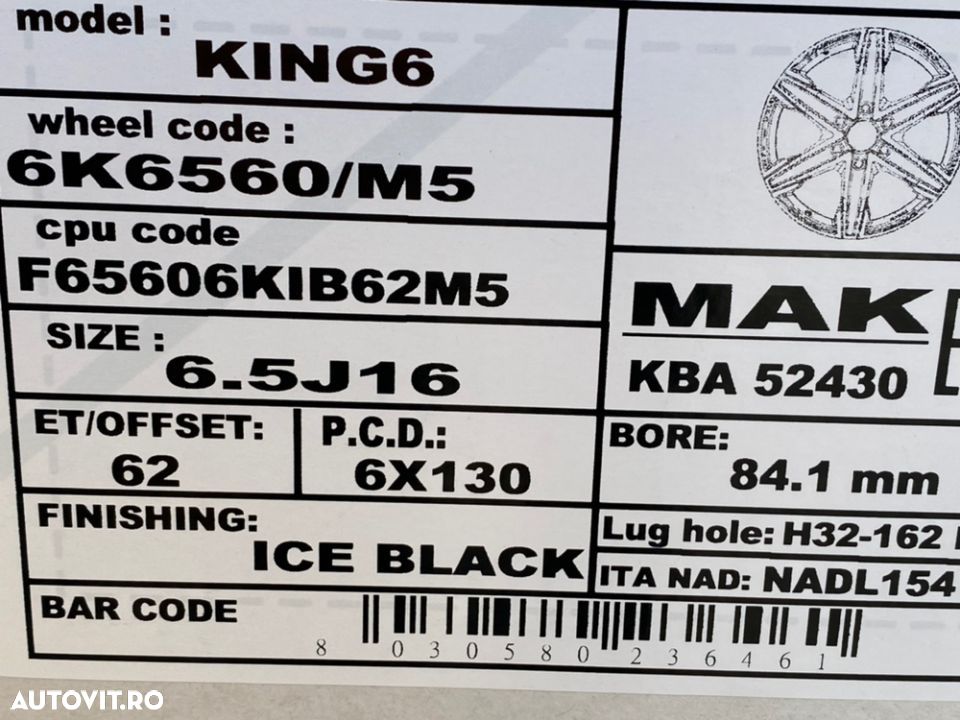 model :
KING6
wheel code :
6K6560/M5
cpu code
F65606KIB62M5
SIZE :
6.5J16
ET/OFFSET:
62
P.C.D.:
6X130
FINISHING:
ICE BLACK
BAR CODE
8 030580 236461
MAK
KBA 52430
BORE:
84.1 mm
Lug hole: H32-162
ITA NAD: NADL154
AUTOVIT.RO